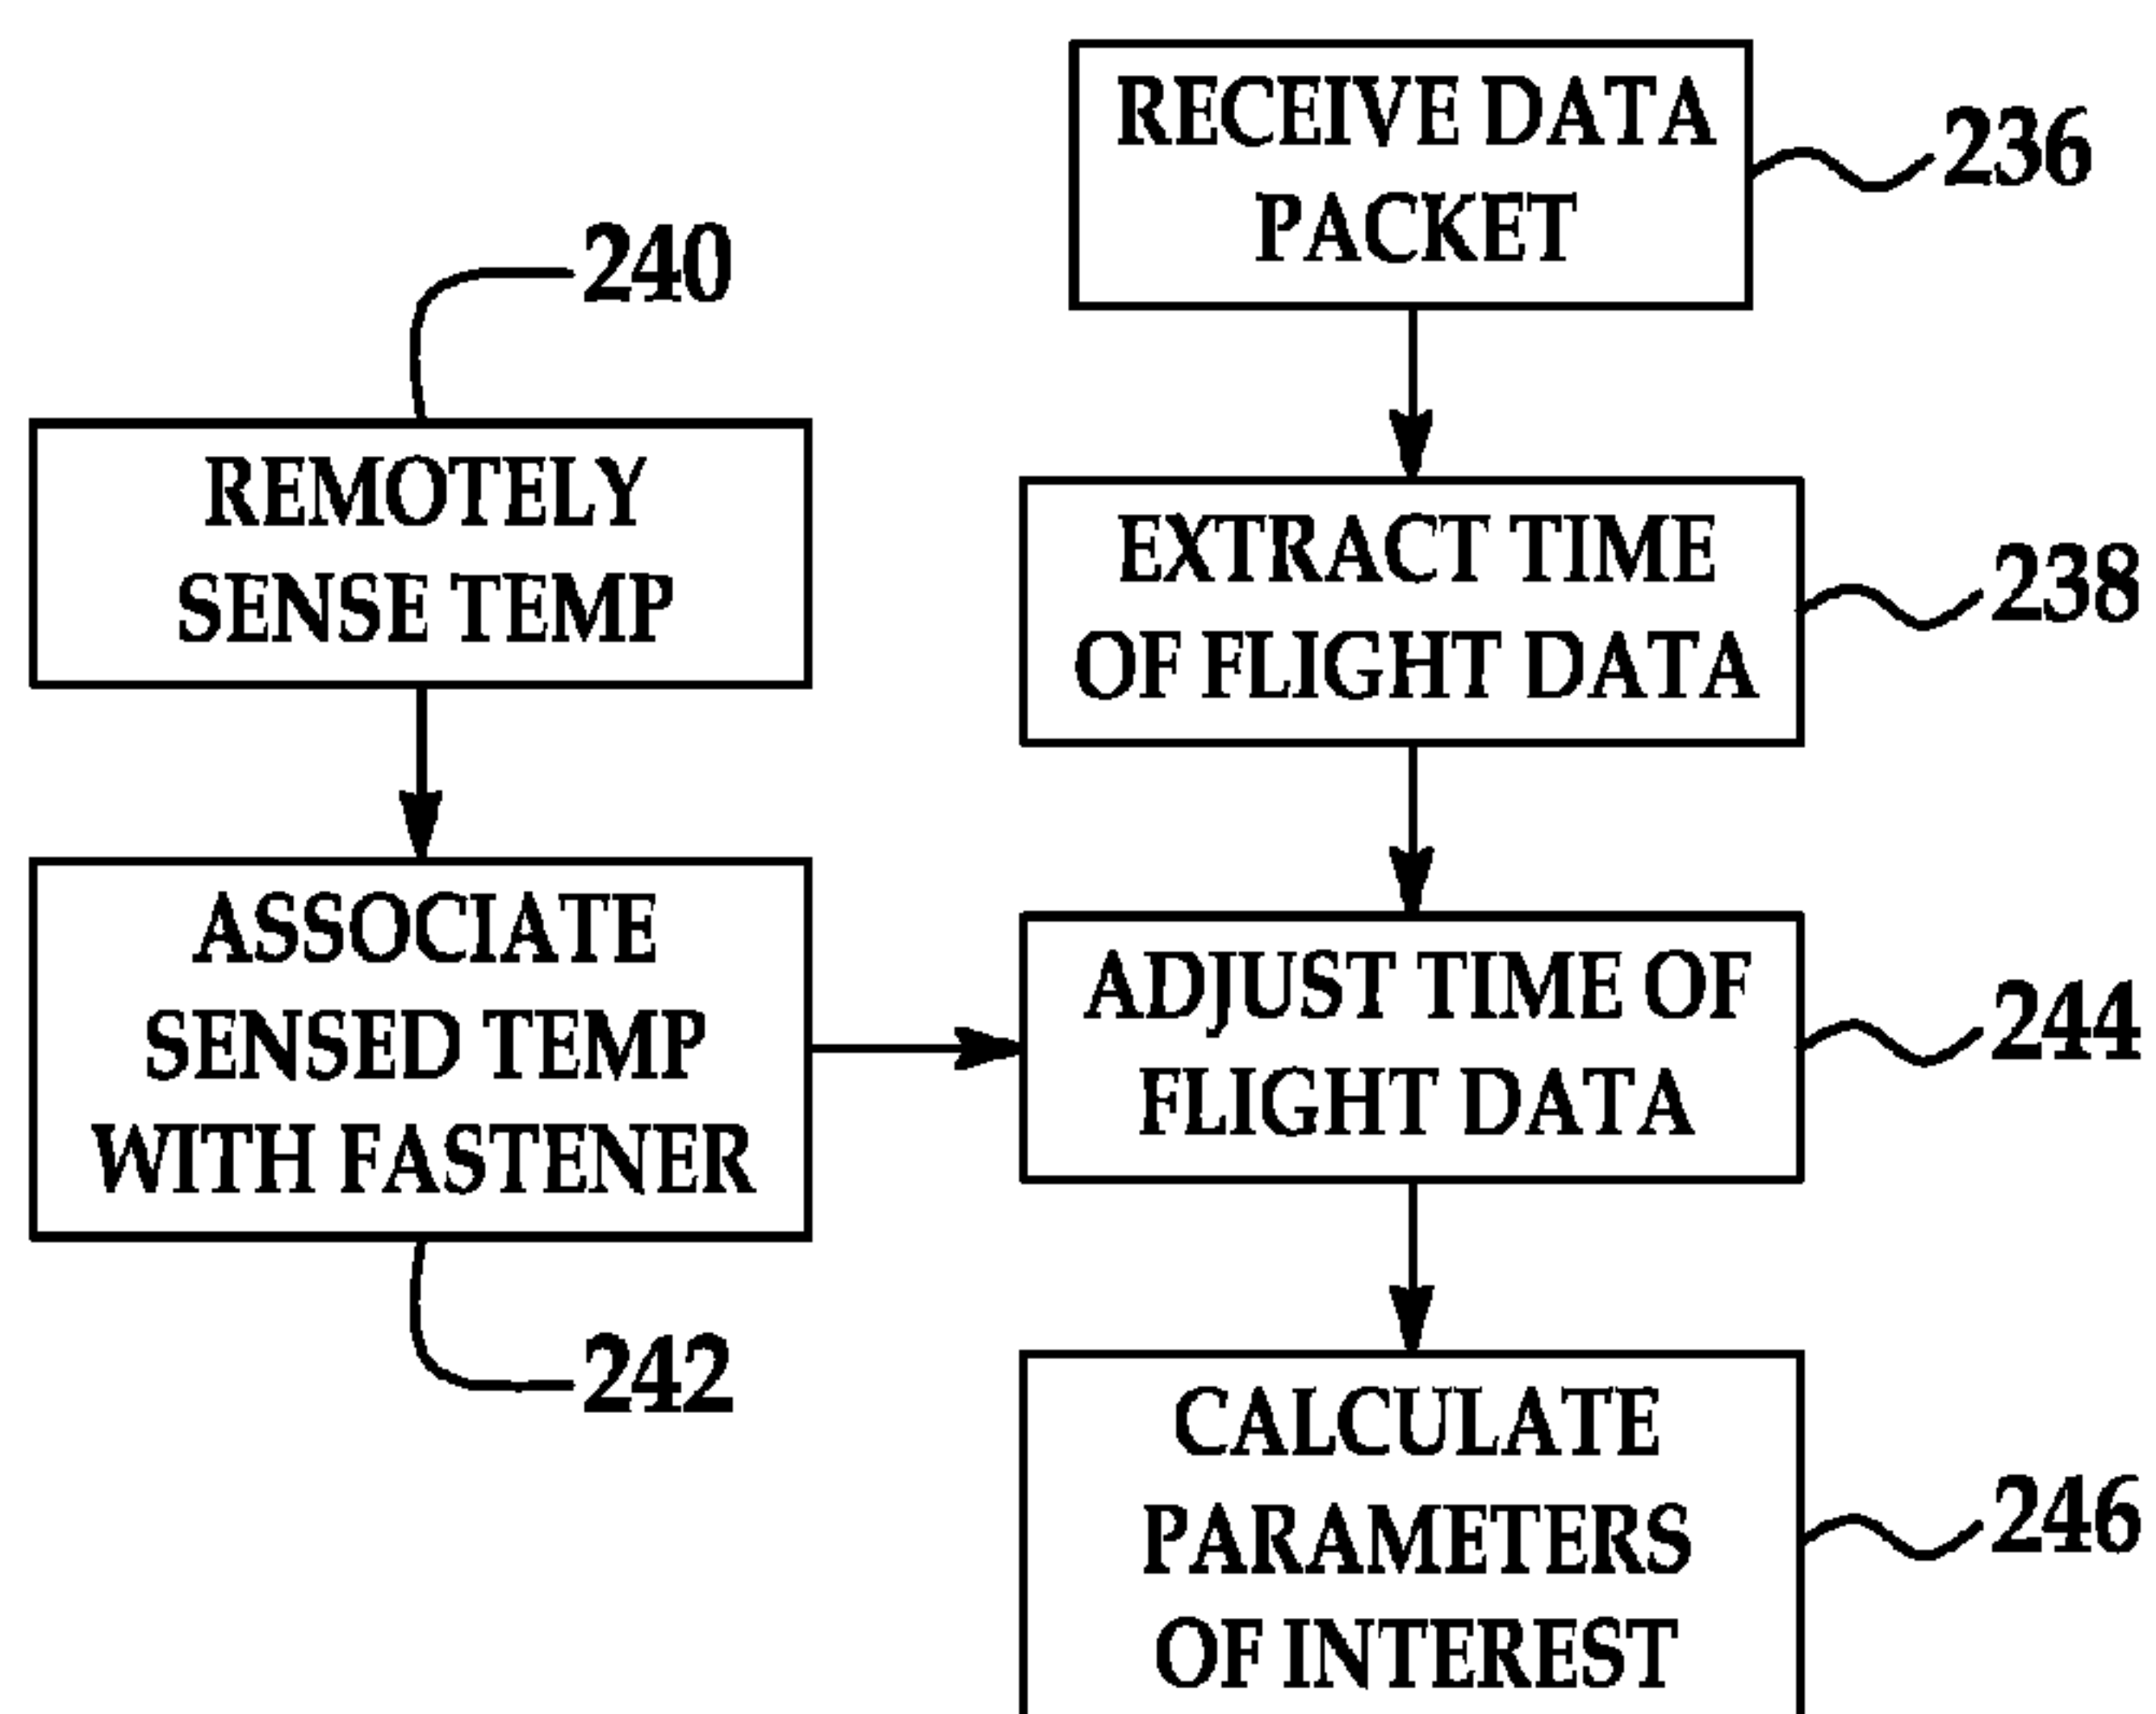 RECEIVE DATA
PACKET
236
240
REMOTELY
SENSE TEMP
EXTRACT TIME
OF FLIGHT DATA
238
ASSOCIATE
SENSED TEMP
WITH FASTENER
242
ADJUST TIME OF
FLIGHT DATA
244
CALCULATE
PARAMETERS
OF INTEREST
246